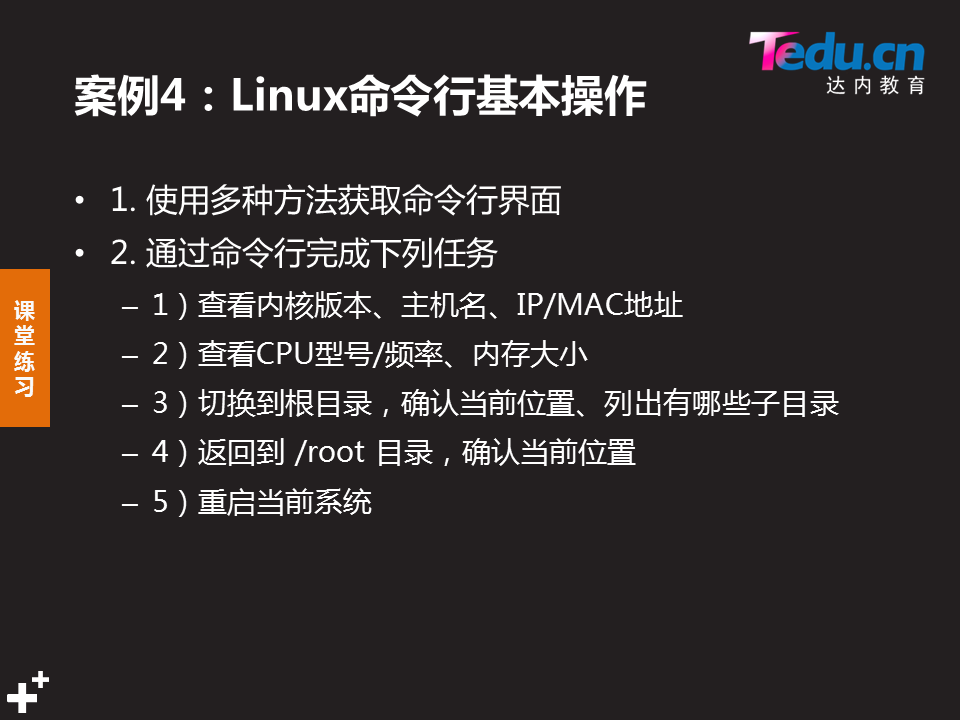 Tedu.cn
达内教育
案例4：Linux命令行基本操作
• 1. 使用多种方法获取命令行界面
• 2. 通过命令行完成下列任务
– 1）查看内核版本、主机名、IP/MAC地址
– 2）查看CPU型号/频率、内存大小
– 3）切换到根目录，确认当前位置、列出有哪些子目录
– 4）返回到 /root 目录，确认当前位置
– 5）重启当前系统
课堂练习